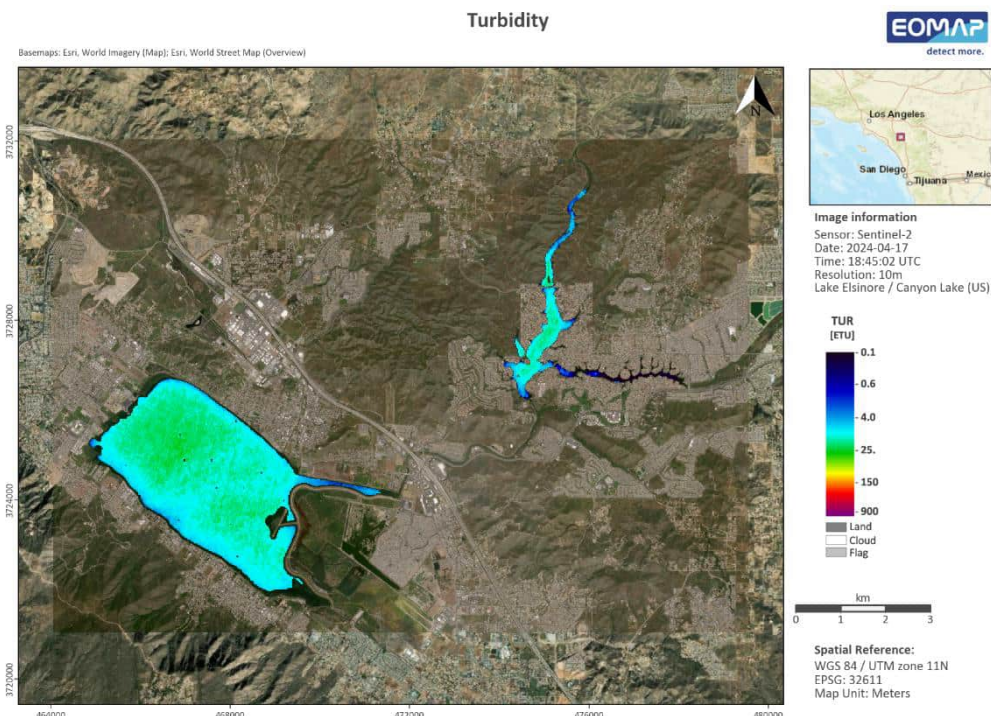 Turbidity
EOMAP
detect more.
Basemaps: Esri, World Imagery (Map); Esri, World Street Map (Overview)
3732000
3728000
3724000
3720000
464000
468000
472000
476000
480000
N
Los Angeles
San Diego
Tijuana
Mexic
Image information
Sensor: Sentinel-2
Date: 2024-04-17
Time: 18:45:02 UTC
Resolution: 10m
Lake Elsinore / Canyon Lake (US)
TUR
[ETU]
0.1
0.6
4.0
25.
150
900
Land
Cloud
Flag
km
0 1 2 3
Spatial Reference:
WGS 84 / UTM zone 11N
EPSG: 32611
Map Unit: Meters